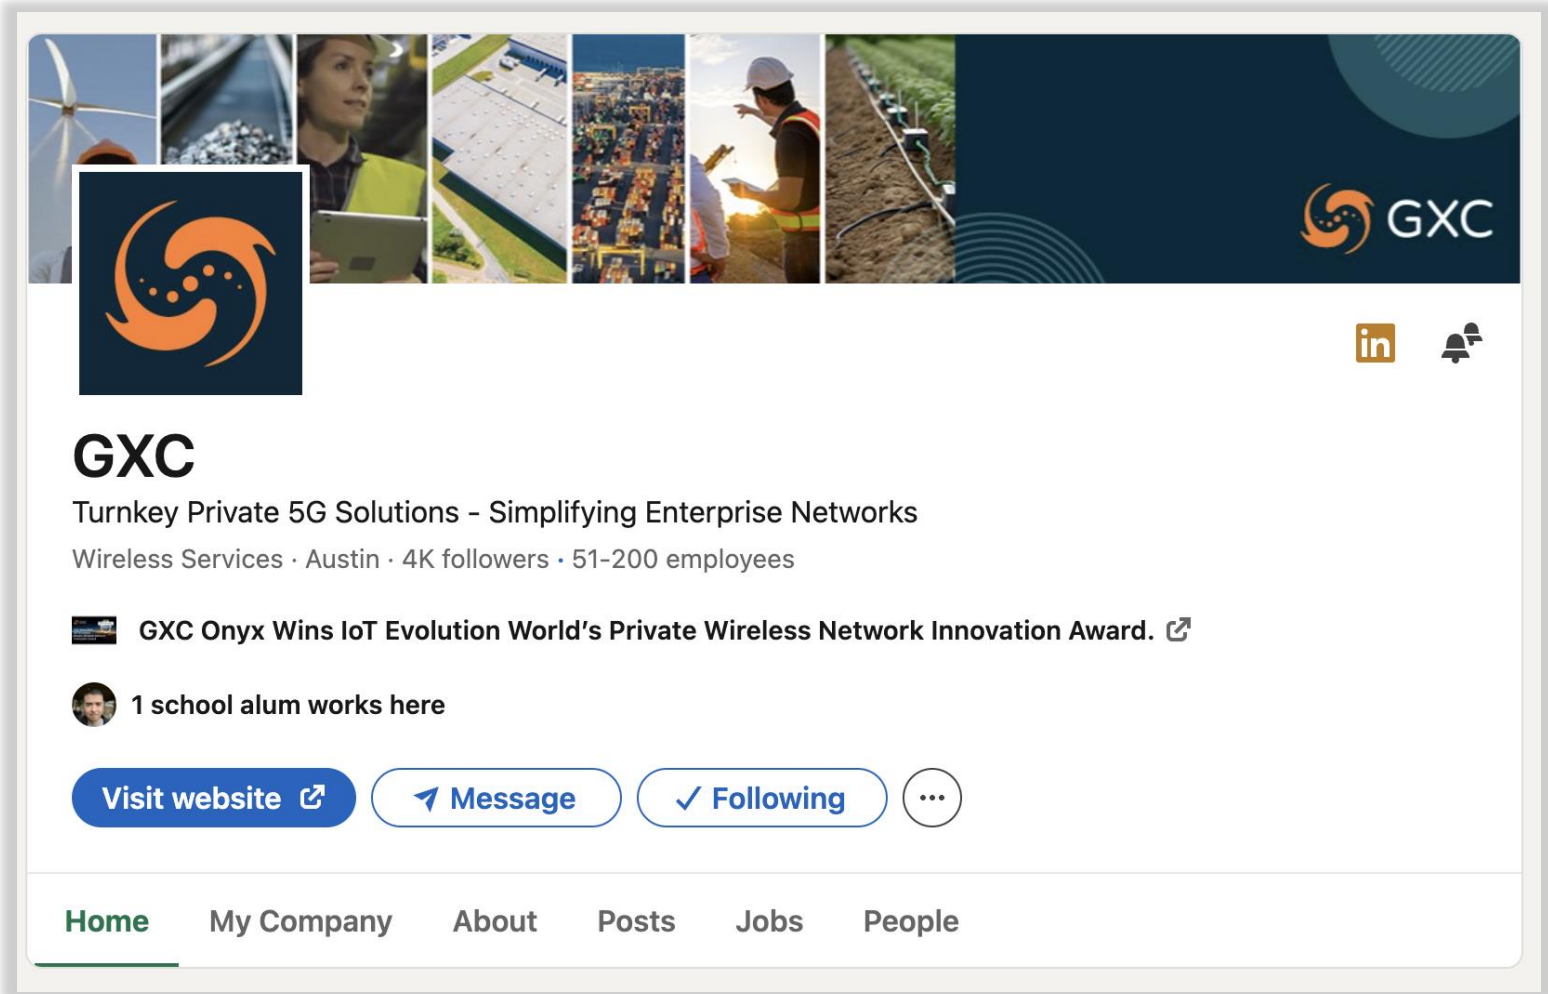 GXC
in
GXC
Turnkey Private 5G Solutions - Simplifying Enterprise Networks
Wireless Services · Austin · 4K followers · 51-200 employees
GXC Onyx Wins IoT Evolution World’s Private Wireless Network Innovation Award.
1 school alum works here
Visit website
Message
Following
Home
My Company
About
Posts
Jobs
People